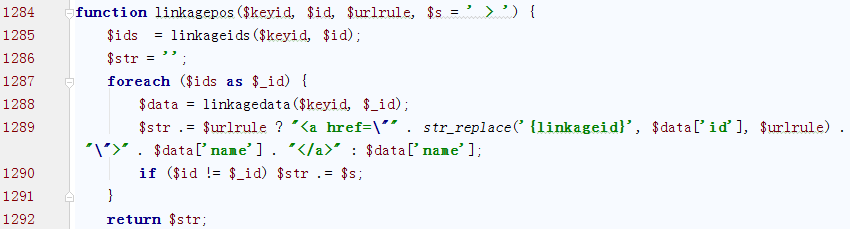 1284 function linkagepos($keyid, $id, $urlrule, $s = ' > ') {
1285 $ids = linkageids($keyid, $id);
1286 $str = '';
1287 foreach ($ids as $_id) {
1288 $data = linkagedata($keyid, $_id);
1289 $str .= $urlrule ? "<a href=\"" . str_replace('{linkageid}', $data['id'], $urlrule) .
"\">" . $data['name'] . "</a>" : $data['name'];
1290 if ($id != $_id) $str .= $s;
1291 }
1292 return $str;